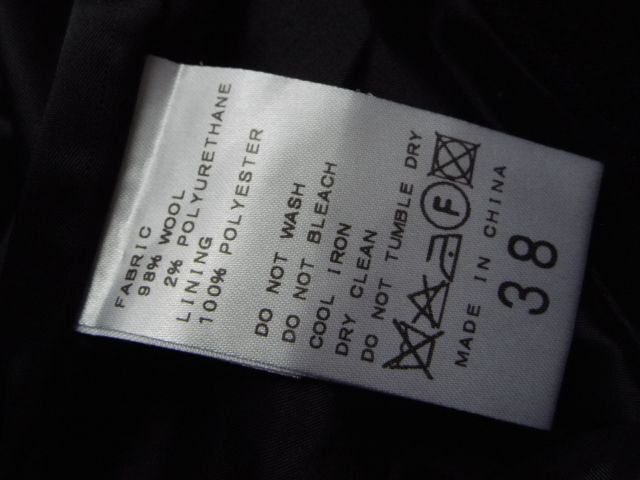 FABRIC
98% WOOL
2% POLYURETHANE
LINING
100% POLYESTER
DO NOT WASH
DO NOT BLEACH
COOL IRON
DRY CLEAN
DO NOT TUMBLE DRY
F
MADE IN CHINA
38